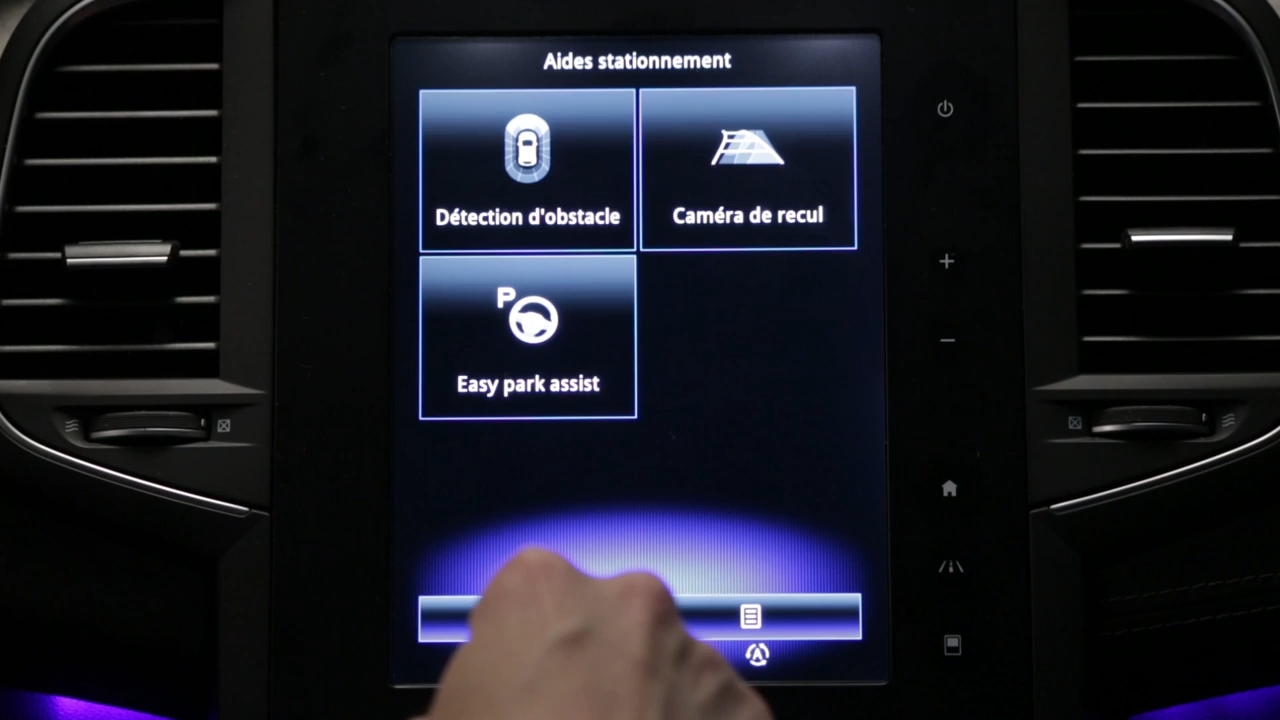 Aides stationnement
Détection d'obstacle
Caméra de recul
P
Easy park assist
A